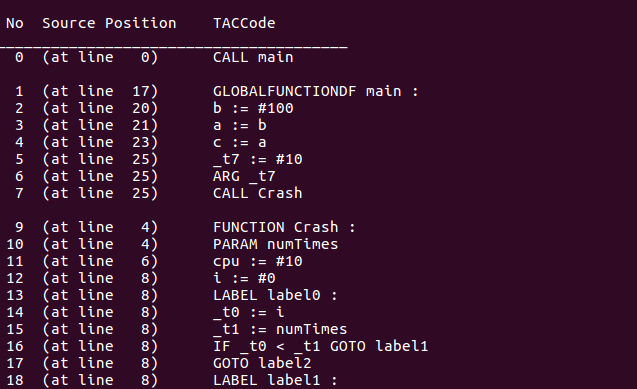 No  Source Position    TACCode
_________________________________________
0  (at line   0)      CALL main
1  (at line  17)      GLOBALFUNCTIONDF main :
2  (at line  20)      b := #100
3  (at line  21)      a := b
4  (at line  23)      c := a
5  (at line  25)      _t7 := #10
6  (at line  25)      ARG _t7
7  (at line  25)      CALL Crash
9  (at line   4)      FUNCTION Crash :
10  (at line   4)      PARAM numTimes
11  (at line   6)      cpu := #10
12  (at line   8)      i := #0
13  (at line   8)      LABEL label0 :
14  (at line   8)      _t0 := i
15  (at line   8)      _t1 := numTimes
16  (at line   8)      IF _t0 < _t1 GOTO label1
17  (at line   8)      GOTO label2
18  (at line   8)      LABEL label1 :